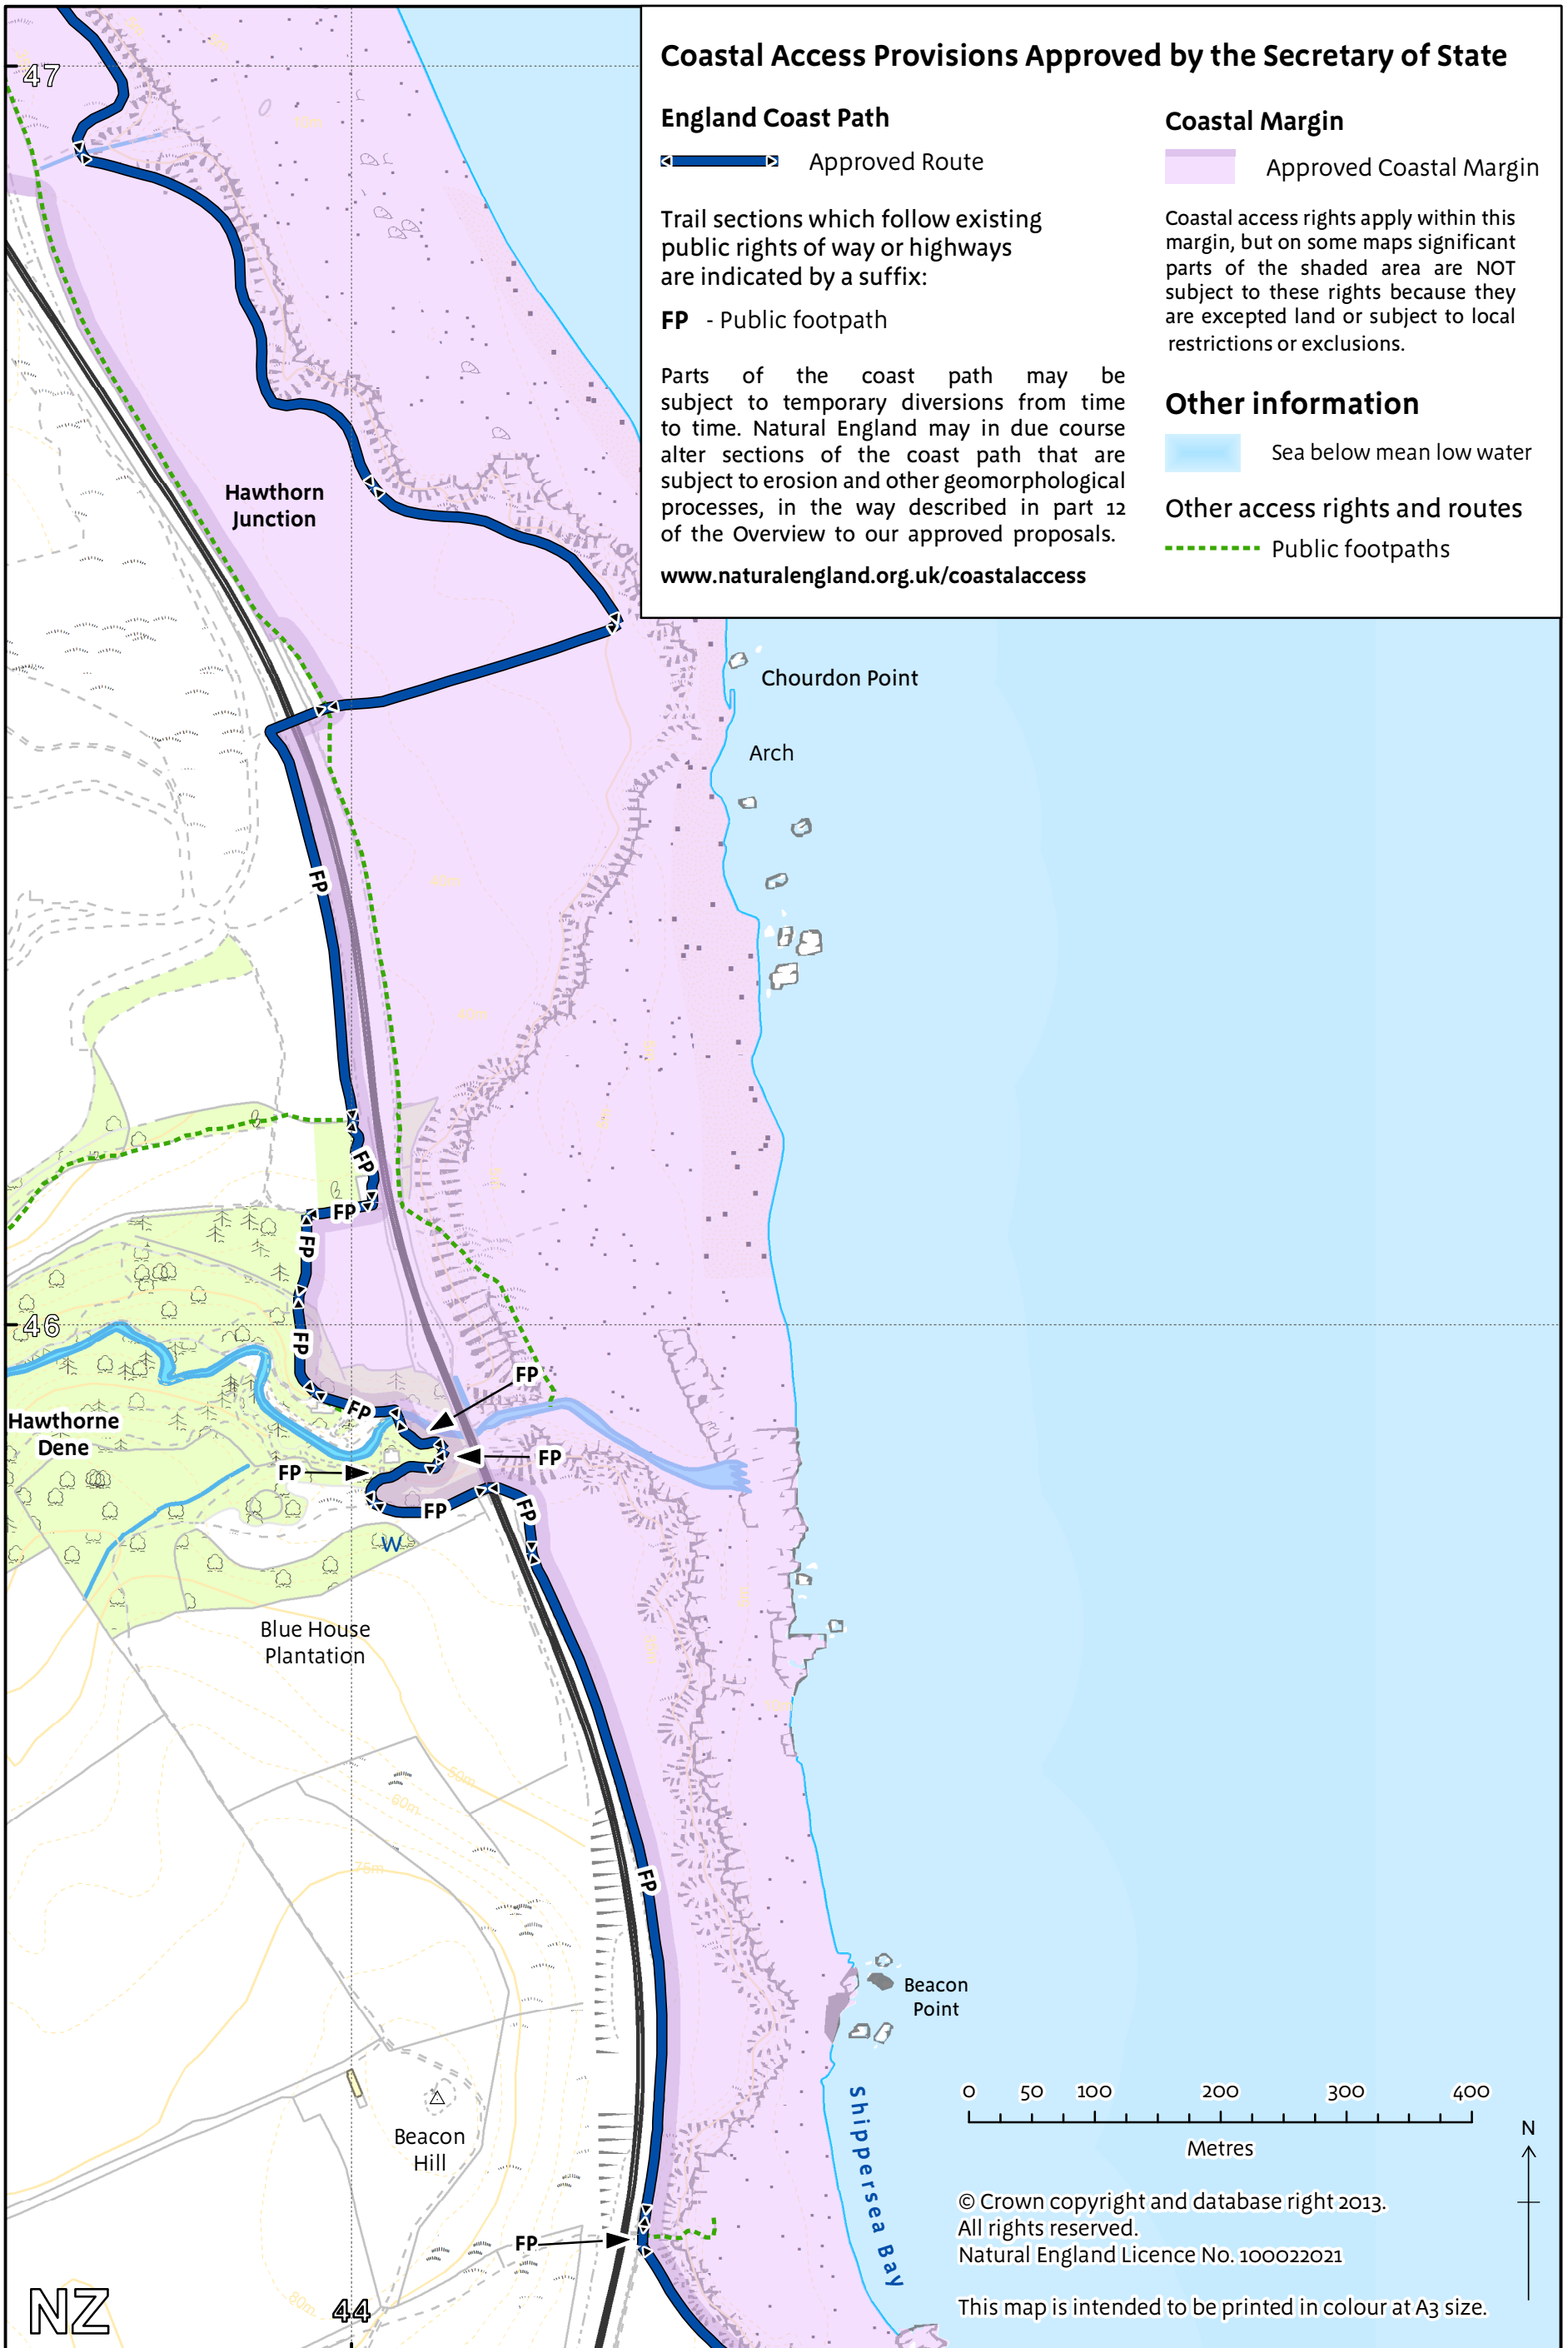 Coastal Access Provisions Approved by the Secretary of State
England Coast Path
Approved Route
Trail sections which follow existing
public rights of way or highways
are indicated by a suffix:
FP - Public footpath
Parts of the coast path may be
subject to temporary diversions from time
to time. Natural England may in due course
alter sections of the coast path that are
subject to erosion and other geomorphological
processes, in the way described in part 12
of the Overview to our approved proposals.
www.naturalengland.org.uk/coastalaccess
Coastal Margin
Approved Coastal Margin
Coastal access rights apply within this
margin, but on some maps significant
parts of the shaded area are NOT
subject to these rights because they
are excepted land or subject to local
restrictions or exclusions.
Other information
Sea below mean low water
Other access rights and routes
Public footpaths
47
10m
Hawthorn
Junction
Chourdon Point
Arch
FP
FP
FP
FP
46
FP
FP
FP
Hawthorne
Dene
FP
FP
FP
FP
W
Blue House
Plantation
10m
50m
60m
75m
FP
Beacon
Point
Beacon
Hill
Shippersea Bay
FP
80m
NZ
44
0 50 100 200 300 400
Metres
N
© Crown copyright and database right 2013.
All rights reserved.
Natural England Licence No. 100022021
This map is intended to be printed in colour at A3 size.